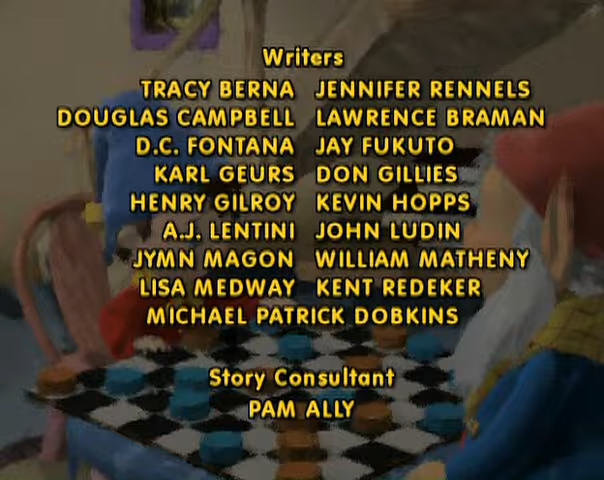 Writers
TRACY BERNA JENNIFER RENNELS
DOUGLAS CAMPBELL LAWRENCE BRAMAN
D.C. FONTANA JAY FUKUTO
KARL GEURS DON GILLIES
HENRY GILROY KEVIN HOPPS
A.J. LENTINI JOHN LUDIN
JYMN MAGON WILLIAM MATHENY
LISA MEDWAY KENT REDEKER
MICHAEL PATRICK DOBKINS
Story Consultant
PAM ALLY